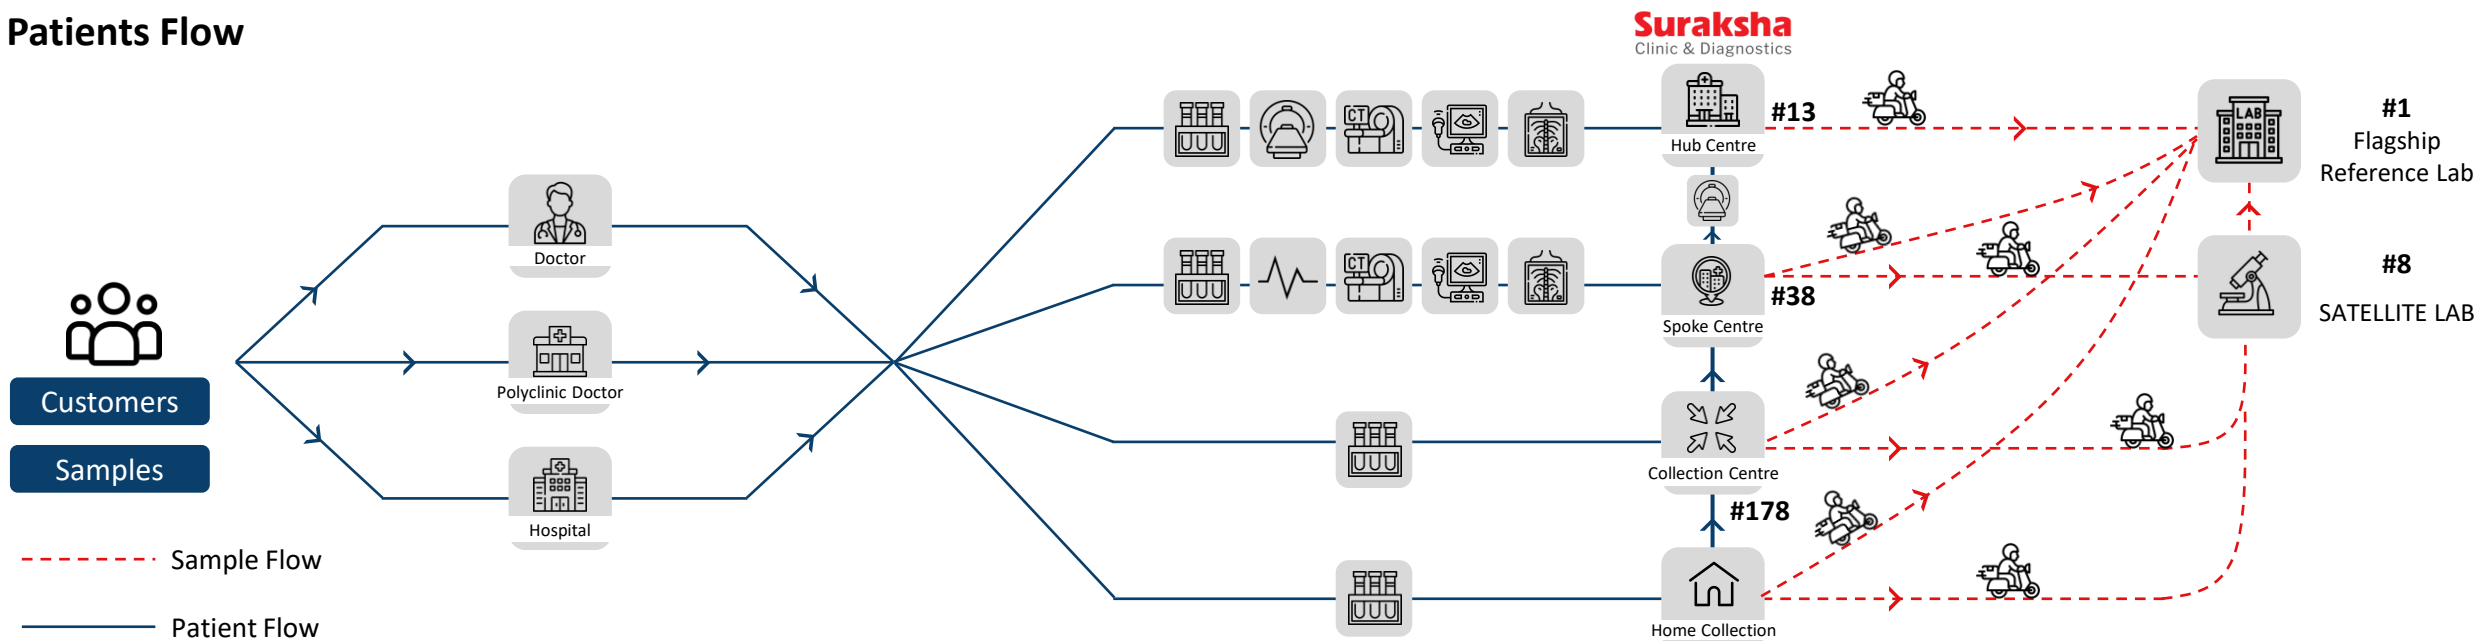 Patients Flow
Suraksha
Clinic & Diagnostics
CT
#13
Hub Centre
LAB
#1
Flagship
Reference Lab
Doctor
CT
#38
Spoke Centre
#8
SATELLITE LAB
Customers
Samples
Polyclinic Doctor
Collection Centre
#178
Hospital
Sample Flow
Patient Flow
Home Collection